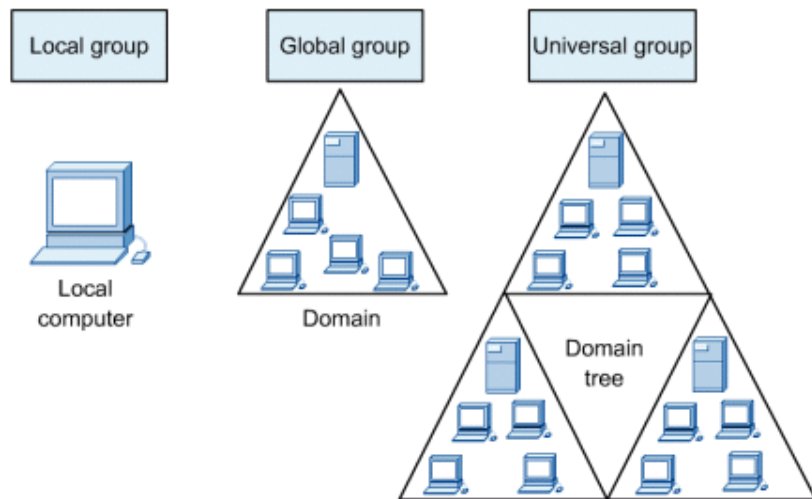 Local group
Global group
Universal group
Local
computer
Domain
Domain
tree